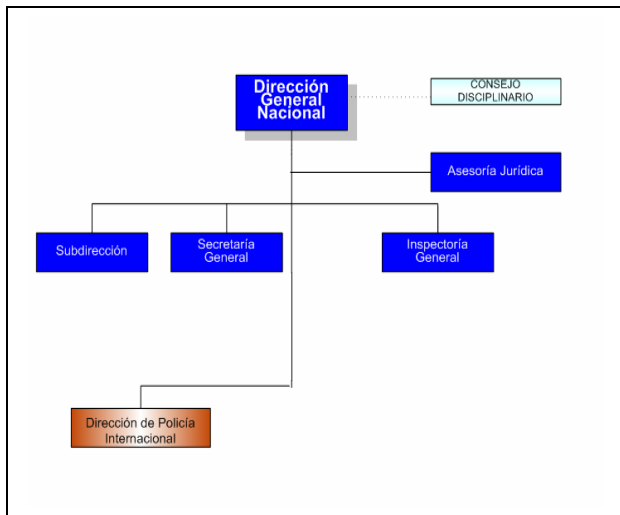 Dirección
General
Nacional
CONSEJO
DISCIPLINARIO
Asesoría Jurídica
Subdirección
Secretaría
General
Inspectoría
General
Dirección de Policía
Internacional